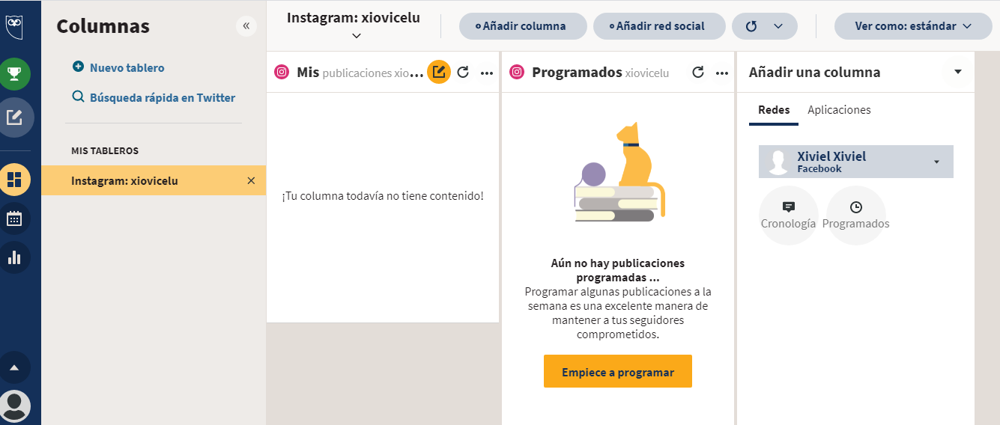 Columnas
«
Nuevo tablero
Búsqueda rápida en Twitter
MIS TABLEROS
Instagram: xiovicelu
Instagram: xiovicelu
Añadir columna
Añadir red social
Ver como: estándar
Mis publicaciones xio...
¡Tu columna todavía no tiene contenido!
Programados xiovicelu
Aún no hay publicaciones
programadas ...
Programar algunas publicaciones a la
semana es una excelente manera de
mantener a tus seguidores
comprometidos.
Empiece a programar
Añadir una columna
Redes Aplicaciones
Xiviel Xiviel
Facebook
Cronología Programados